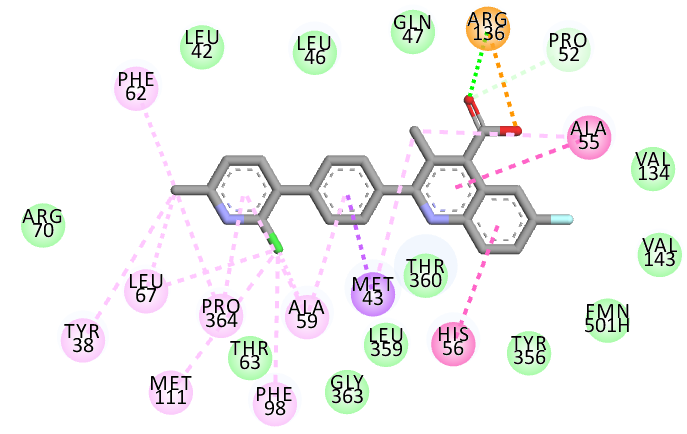 LEU
42
LEU
46
GLN
47
ARG
136
PRO
52
PHE
62
ALA
55
VAL
134
ARG
70
VAL
143
LEU
67
PRO
364
ALA
59
MET
43
THR
360
FMN
501H
TYR
38
THR
63
LEU
359
HIS
56
TYR
356
MET
111
PHE
98
GLY
363